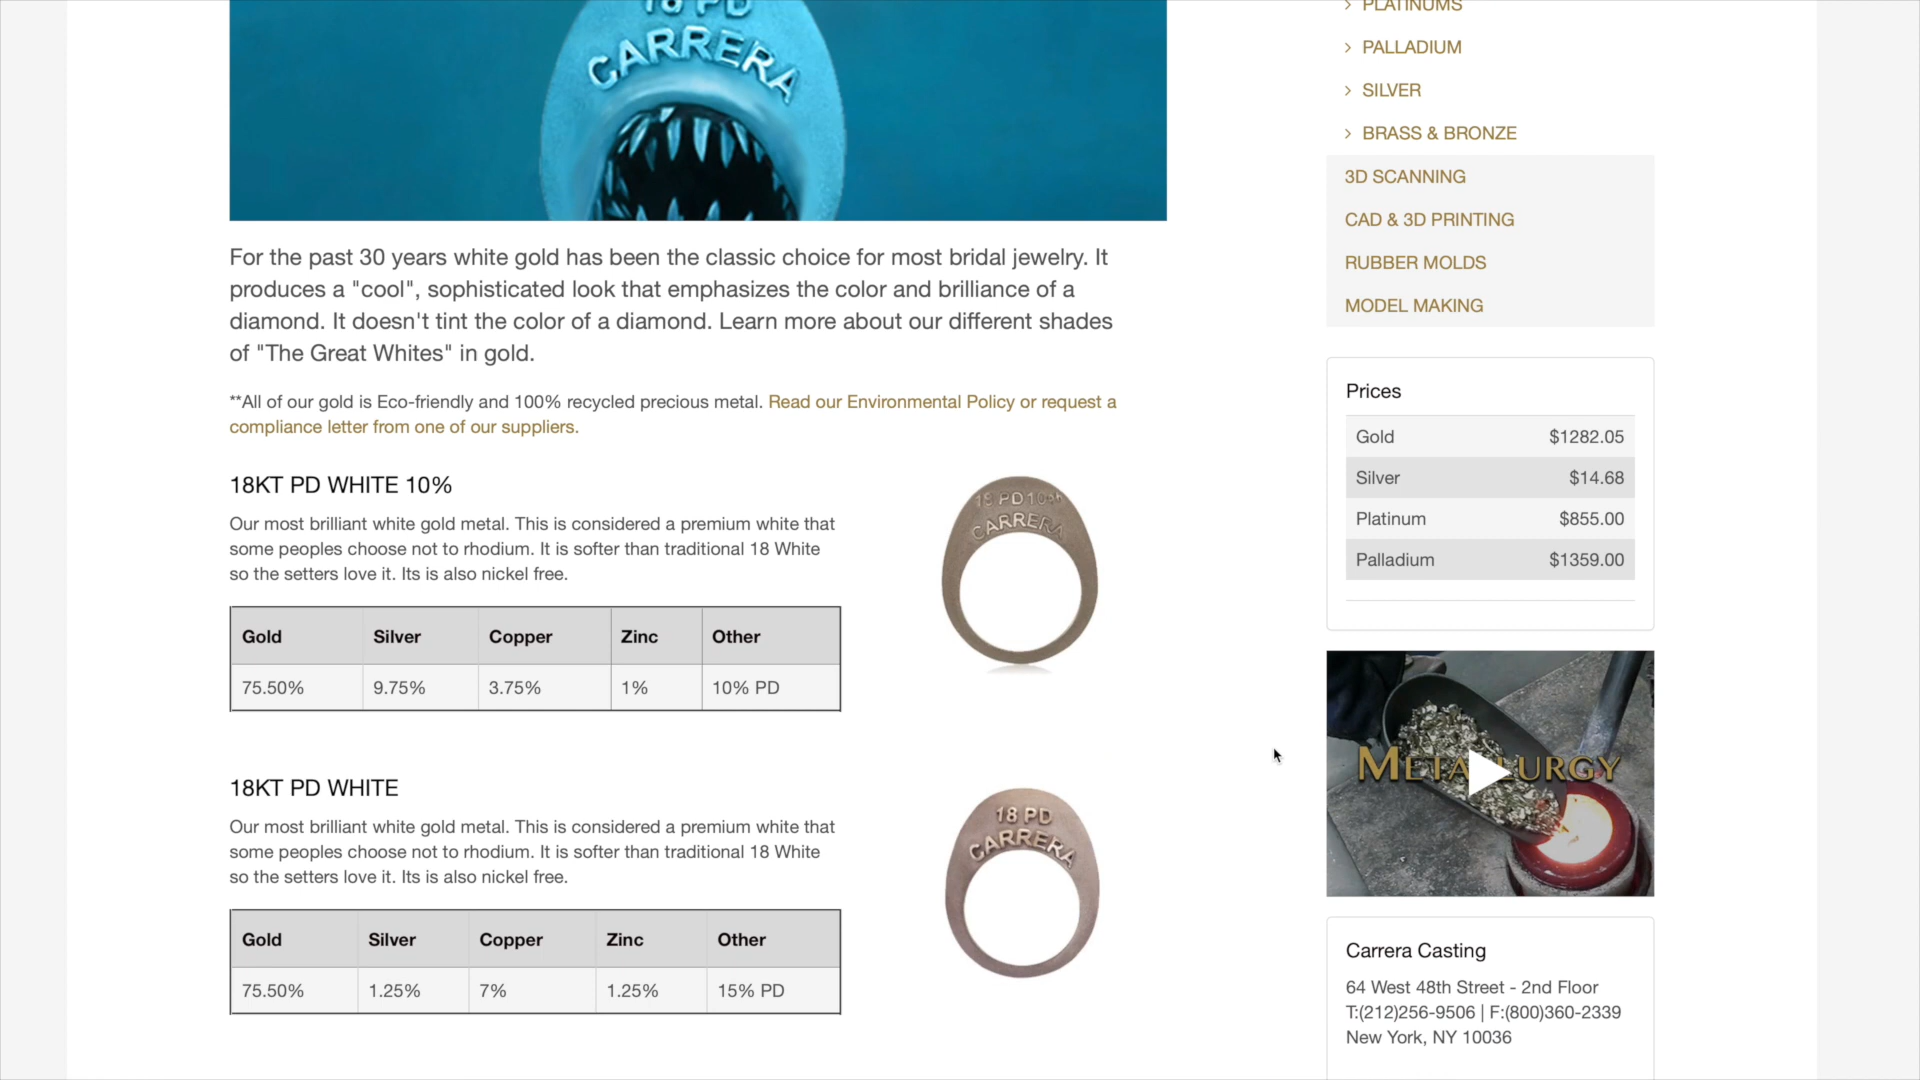 18 PD
CARRERA
PLATINUMS
PALLADIUM
SILVER
BRASS & BRONZE
3D SCANNING
CAD & 3D PRINTING
RUBBER MOLDS
MODEL MAKING
For the past 30 years white gold has been the classic choice for most bridal jewelry. It
produces a "cool", sophisticated look that emphasizes the color and brilliance of a
diamond. It doesn't tint the color of a diamond. Learn more about our different shades
of "The Great Whites" in gold.
**All of our gold is Eco-friendly and 100% recycled precious metal. Read our Environmental Policy or request a
compliance letter from one of our suppliers.
18KT PD WHITE 10%
Our most brilliant white gold metal. This is considered a premium white that
some peoples choose not to rhodium. It is softer than traditional 18 White
so the setters love it. Its is also nickel free.
Gold Silver Copper Zinc Other
75.50% 9.75% 3.75% 1% 10% PD
18 PD10%
CARRERA
18KT PD WHITE
Our most brilliant white gold metal. This is considered a premium white that
some peoples choose not to rhodium. It is softer than traditional 18 White
so the setters love it. Its is also nickel free.
Gold Silver Copper Zinc Other
75.50% 1.25% 7% 1.25% 15% PD
18 PD
CARRERA
Prices
Gold $1282.05
Silver $14.68
Platinum $855.00
Palladium $1359.00
METALLURGY
Carrera Casting
64 West 48th Street - 2nd Floor
T:(212)256-9506 | F:(800)360-2339
New York, NY 10036